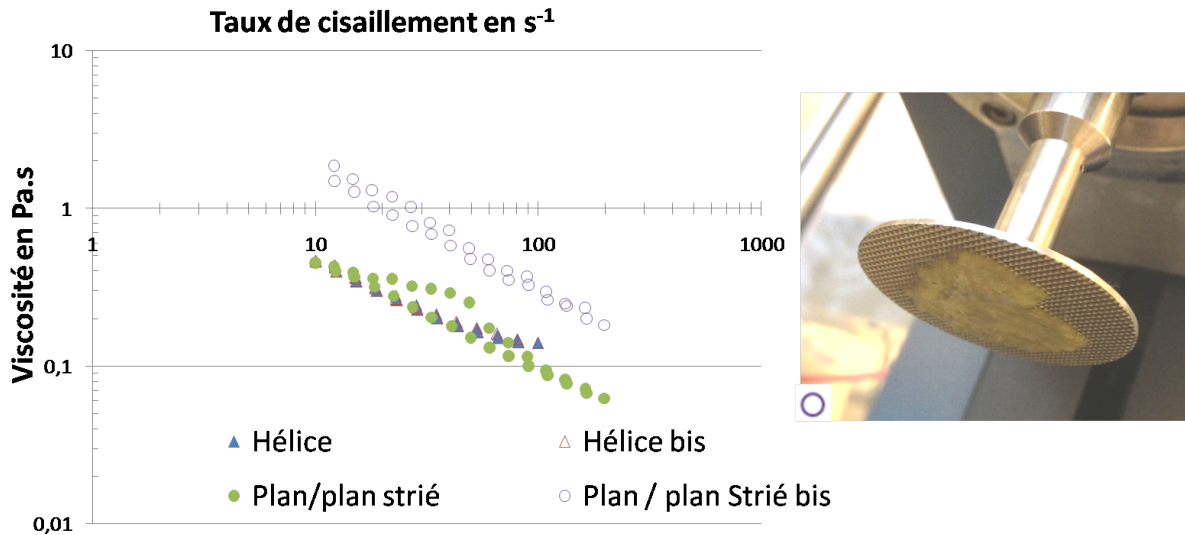 Taux de cisaillement en s-1
10
1
1
10
100
1000
0,1
0,01
Viscosité en Pa.s
Hélice
Hélice bis
Plan/plan strié
Plan / plan Strié bis